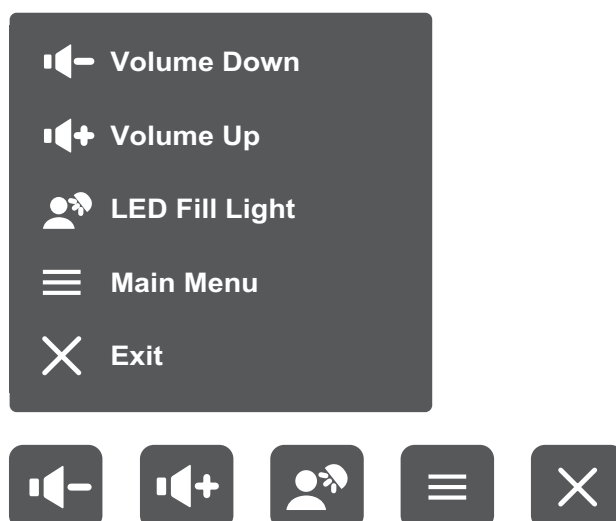 Volume Down
Volume Up
LED Fill Light
Main Menu
Exit